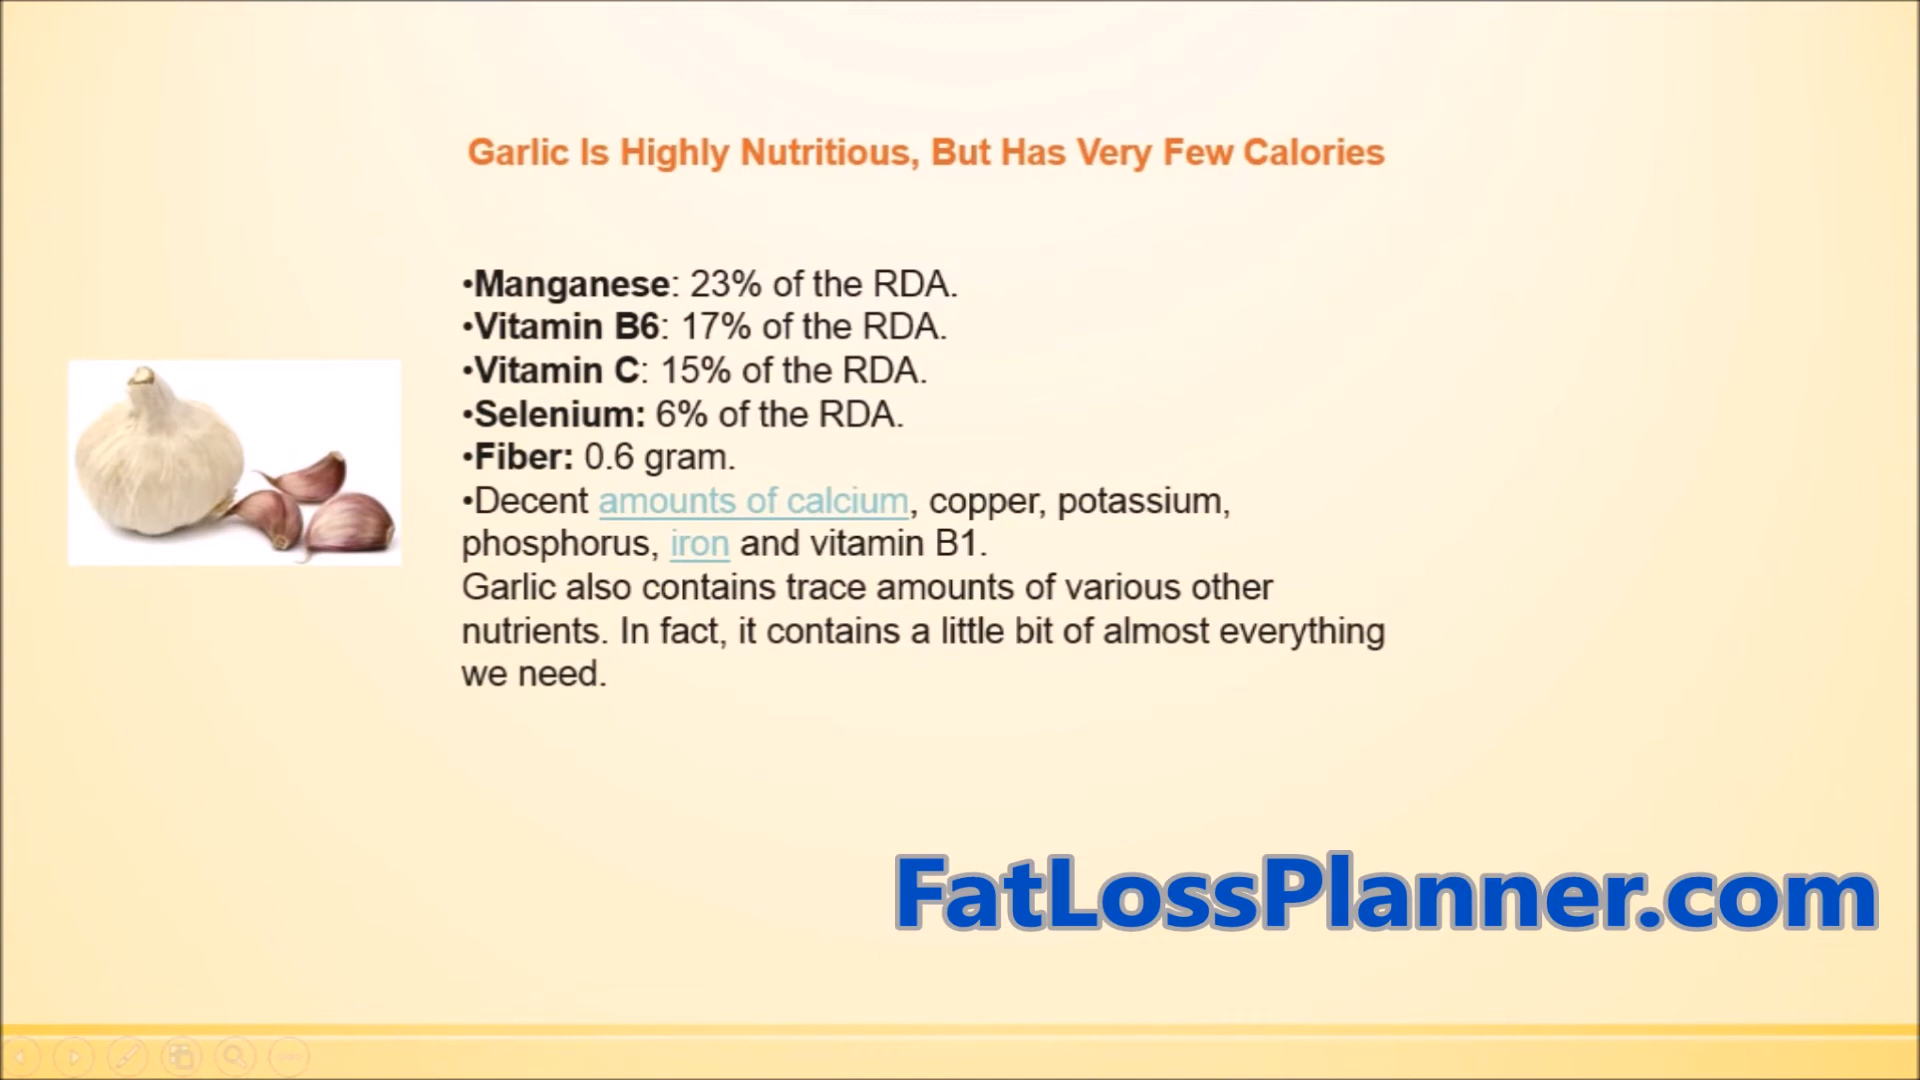 Garlic Is Highly Nutritious, But Has Very Few Calories
•Manganese: 23% of the RDA.
•Vitamin B6: 17% of the RDA.
•Vitamin C: 15% of the RDA.
•Selenium: 6% of the RDA.
•Fiber: 0.6 gram.
•Decent amounts of calcium, copper, potassium,
phosphorus, iron and vitamin B1.
Garlic also contains trace amounts of various other
nutrients. In fact, it contains a little bit of almost everything
we need.
FatLossPlanner.com